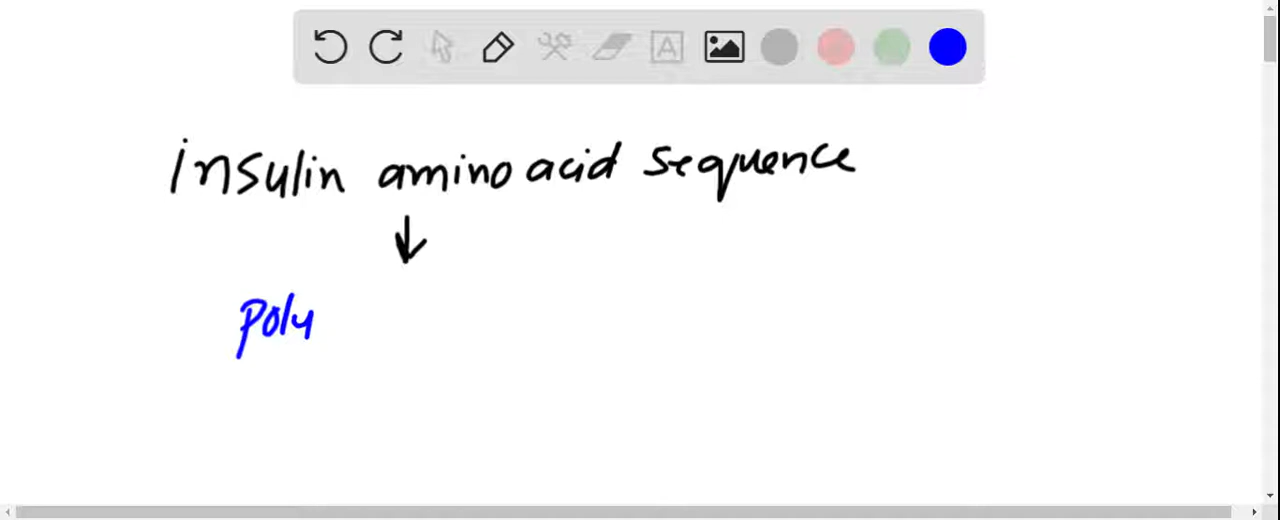 insulin amino acid sequence
↓
poly